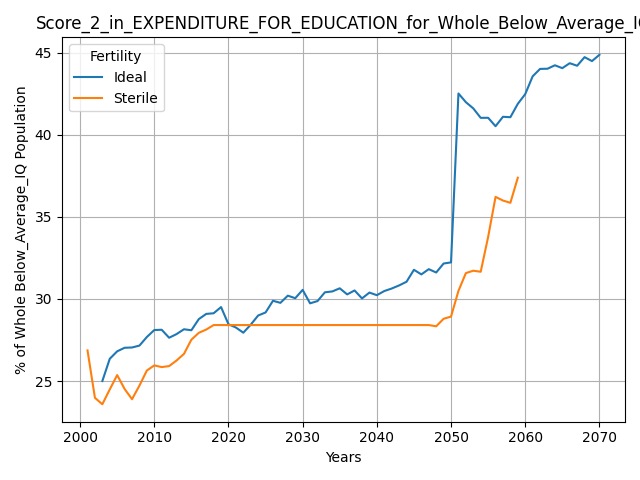 Score_2_in_EXPENDITURE_FOR_EDUCATION_for_Whole_Below_Average_IQ
Fertility
Ideal
Sterile
% of Whole Below_Average_IQ Population
45
40
35
30
25
2000 2010 2020 2030 2040 2050 2060 2070
Years